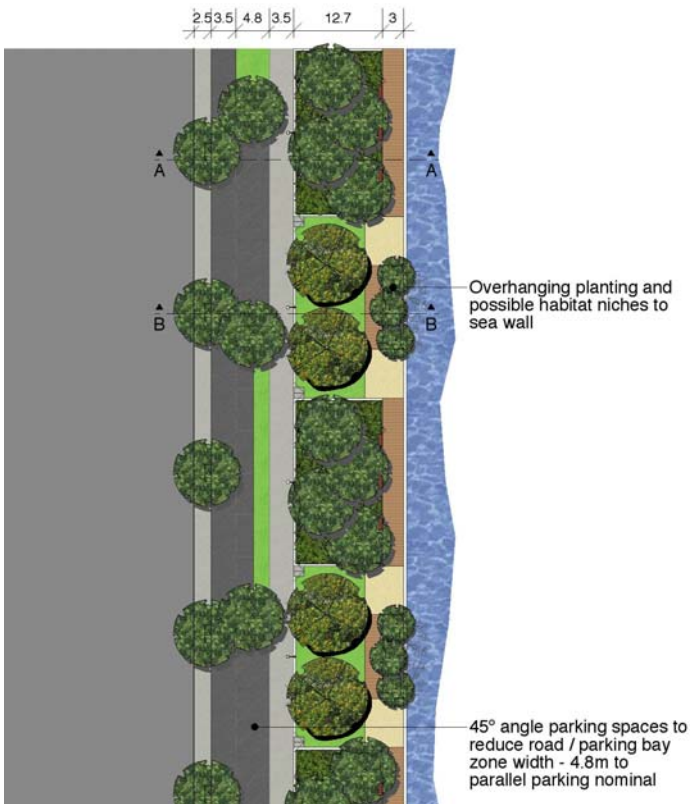 2.5 3.5 4.8 3.5 12.7 3
A A
Overhanging planting and
possible habitat niches to
sea wall
B B
45° angle parking spaces to
reduce road / parking bay
zone width - 4.8m to
parallel parking nominal